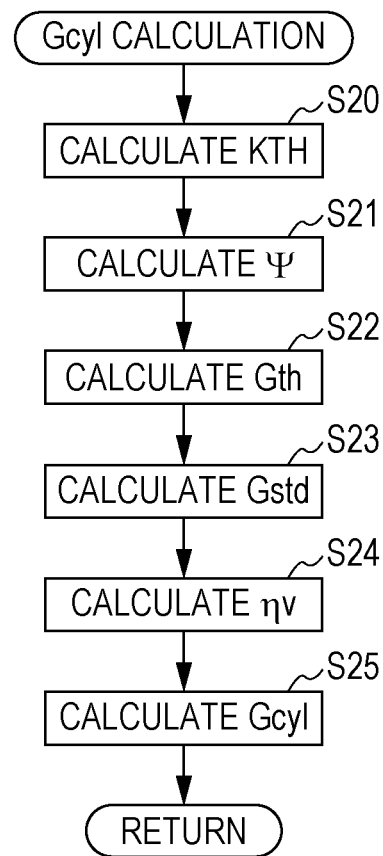 Gcyl CALCULATION
S20
CALCULATE KTH
S21
CALCULATE Ψ
S22
CALCULATE Gth
S23
CALCULATE Gstd
S24
CALCULATE ηv
S25
CALCULATE Gcyl
RETURN